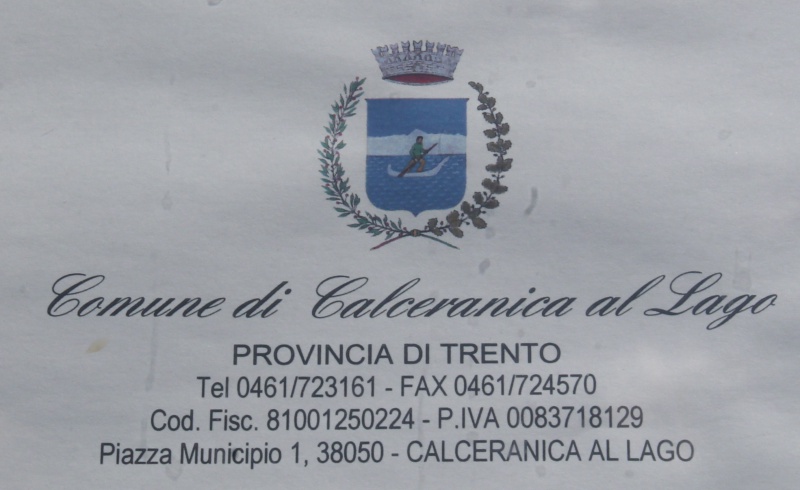 Comune di Calceranica al Lago
PROVINCIA DI TRENTO
Tel 0461/723161 - FAX 0461/724570
Cod. Fisc. 81001250224 - P.IVA 0083718129
Piazza Municipio 1, 38050 - CALCERANICA AL LAGO